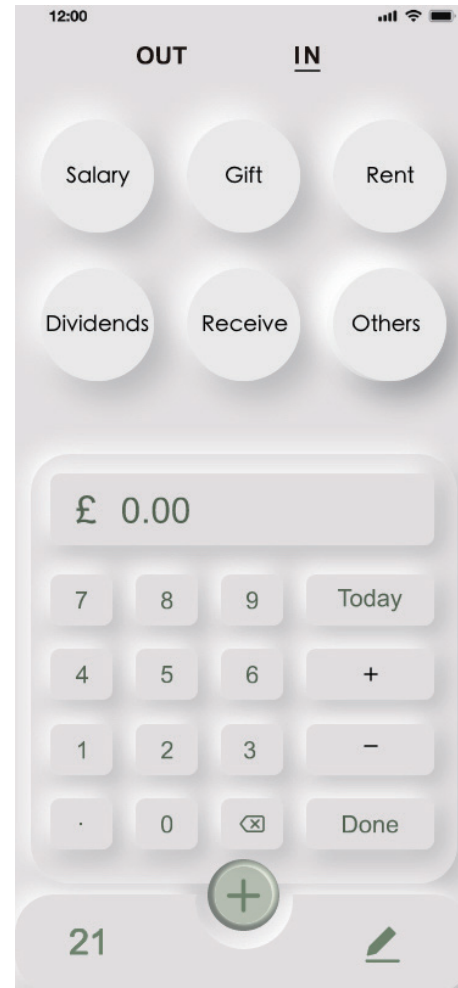 12:00
OUT IN
Salary Gift Rent
Dividends Receive Others
£ 0.00
7 8 9 Today
4 5 6 +
1 2 3 −
. 0 Done
+
21